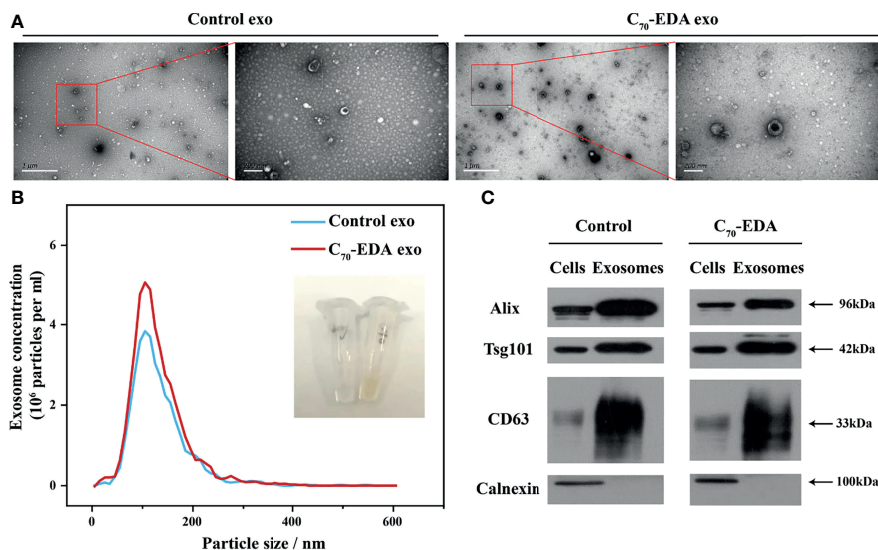 A
Control exo
C₇₀-EDA exo
1 μm
1 μm
200 nm
B
Control exo
C₇₀-EDA exo
6
4
2
0
0
200
400
600
Exosome concentration
(10⁶ particles per ml)
Particle size / nm
C
Control
C₇₀-EDA
Cells Exosomes
Cells Exosomes
Alix
96kDa
Tsg101
42kDa
CD63
33kDa
Calnexin
100kDa